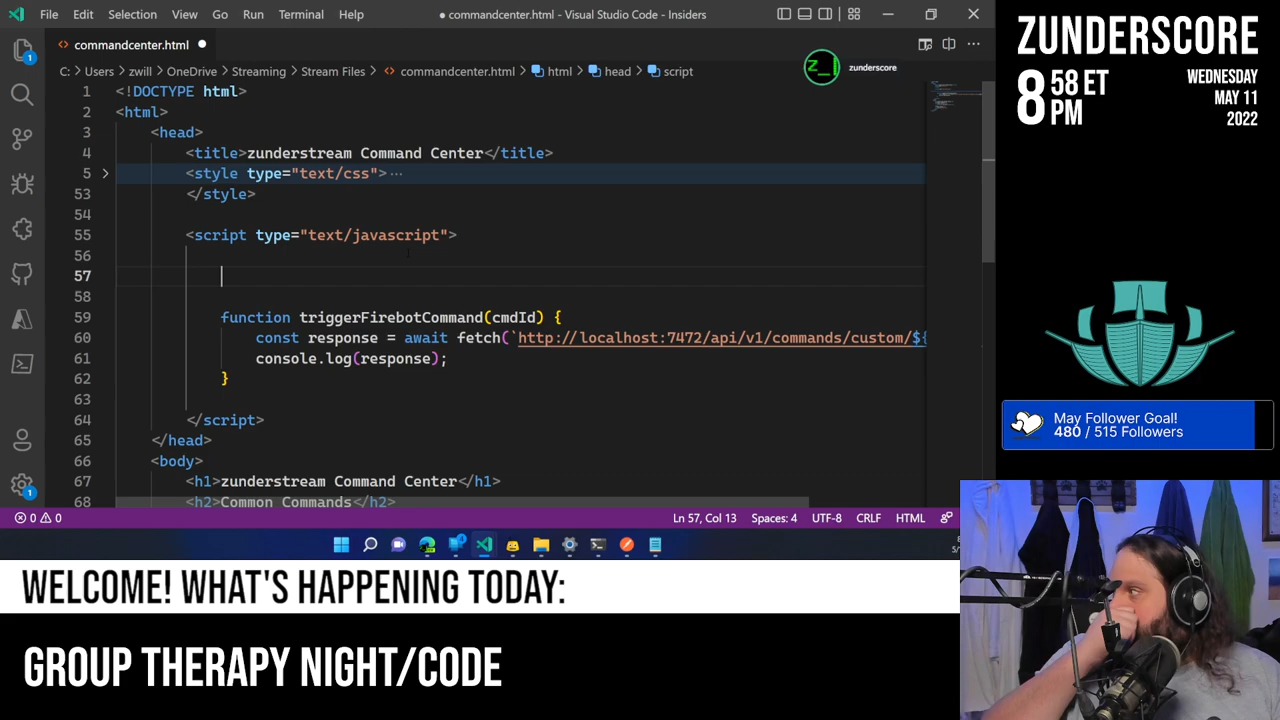 File Edit Selection View Go Run Terminal Help
● commandcenter.html - Visual Studio Code - Insiders
commandcenter.html ●
C: > Users > zwill > OneDrive > Streaming > Stream Files > commandcenter.html > html > head > script
z_| zunderscore
1 <!DOCTYPE html>
2 <html>
3 <head>
4 <title>zunderstream Command Center</title>
5 <style type="text/css"> ···
53 </style>
54
55 <script type="text/javascript">
56
57
58
59 function triggerFirebotCommand(cmdId) {
60 const response = await fetch(`http://localhost:7472/api/v1/commands/custom/${
61 console.log(response);
62 }
63
64 </script>
65 </head>
66 <body>
67 <h1>zunderstream Command Center</h1>
68 <h2>Common Commands</h2>
1
1
0 0 Ln 57, Col 13 Spaces: 4 UTF-8 CRLF HTML
ZUNDERSCORE
8 58 ET PM
WEDNESDAY
MAY 11
2022
May Follower Goal!
480 / 515 Followers
WELCOME! WHAT'S HAPPENING TODAY:
GROUP THERAPY NIGHT/CODE